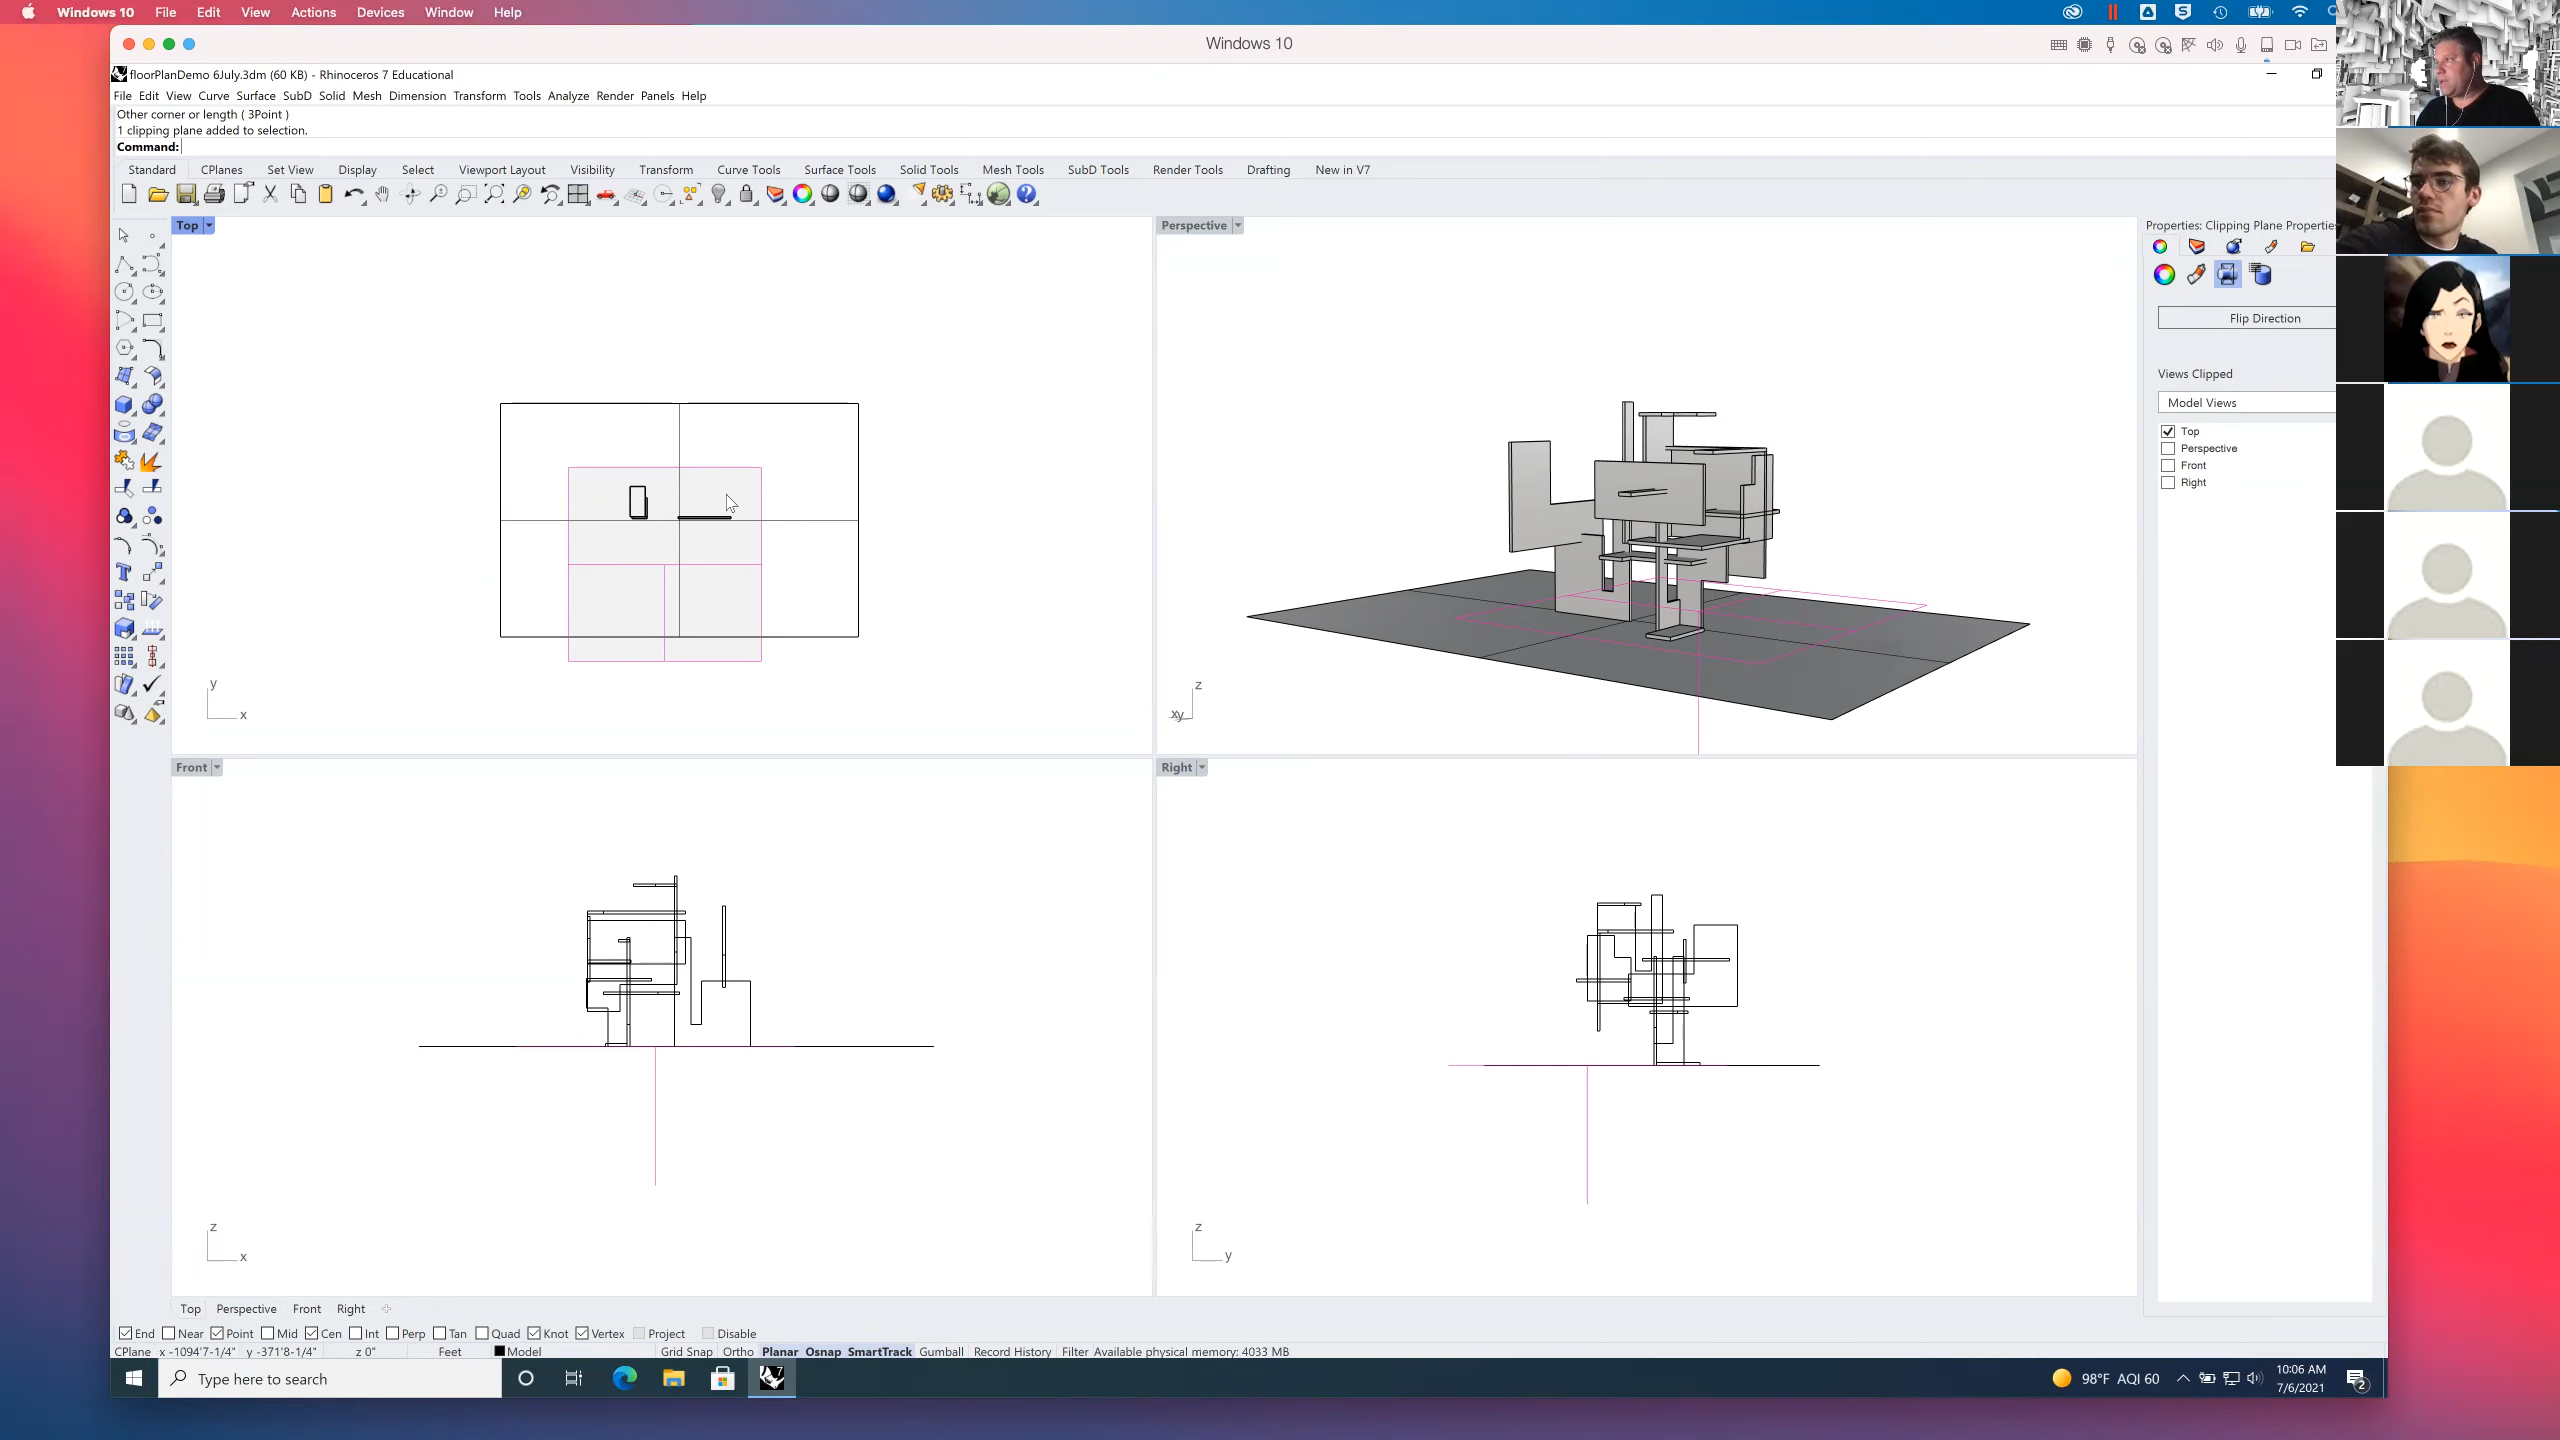 Windows 10 File Edit View Actions Devices Window Help
Windows 10
floorPlanDemo 6July.3dm (60 KB) - Rhinoceros 7 Educational
File Edit View Curve Surface SubD Solid Mesh Dimension Transform Tools Analyze Render Panels Help
Other corner or length ( 3Point )
1 clipping plane added to selection.
Command:
Standard CPlanes Set View Display Select Viewport Layout Visibility Transform Curve Tools Surface Tools Solid Tools Mesh Tools SubD Tools Render Tools Drafting New in V7
Top
Perspective
Properties: Clipping Plane Properties
Flip Direction
Views Clipped
Model Views
Top
Perspective
Front
Right
y
x
z
xy
Front
Right
z
x
z
y
Top Perspective Front Right
End Near Point Mid Cen Int Perp Tan Quad Knot Vertex Project Disable
CPlane x -1094'7-1/4" y -371'8-1/4" z 0" Feet Model Grid Snap Ortho Planar Osnap SmartTrack Gumball Record History Filter Available physical memory: 4033 MB
Type here to search
98°F AQI 60
10:06 AM
7/6/2021
2